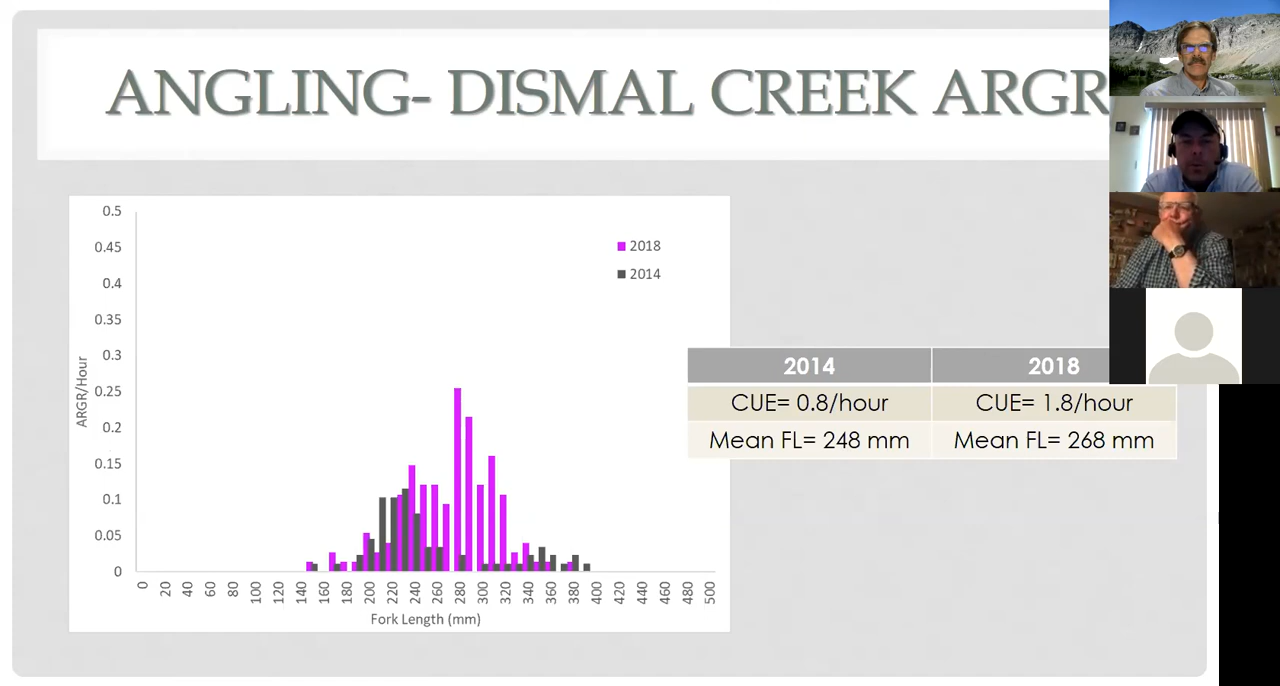 ANGLING- DISMAL CREEK ARGR
0.5
0.45
0.4
0.35
0.3
0.25
0.2
0.15
0.1
0.05
0
ARGR/Hour
2018
2014
0 20 40 60 80 100 120 140 160 180 200 220 240 260 280 300 320 340 360 380 400 420 440 460 480 500
Fork Length (mm)
2014 2018
CUE= 0.8/hour CUE= 1.8/hour
Mean FL= 248 mm Mean FL= 268 mm